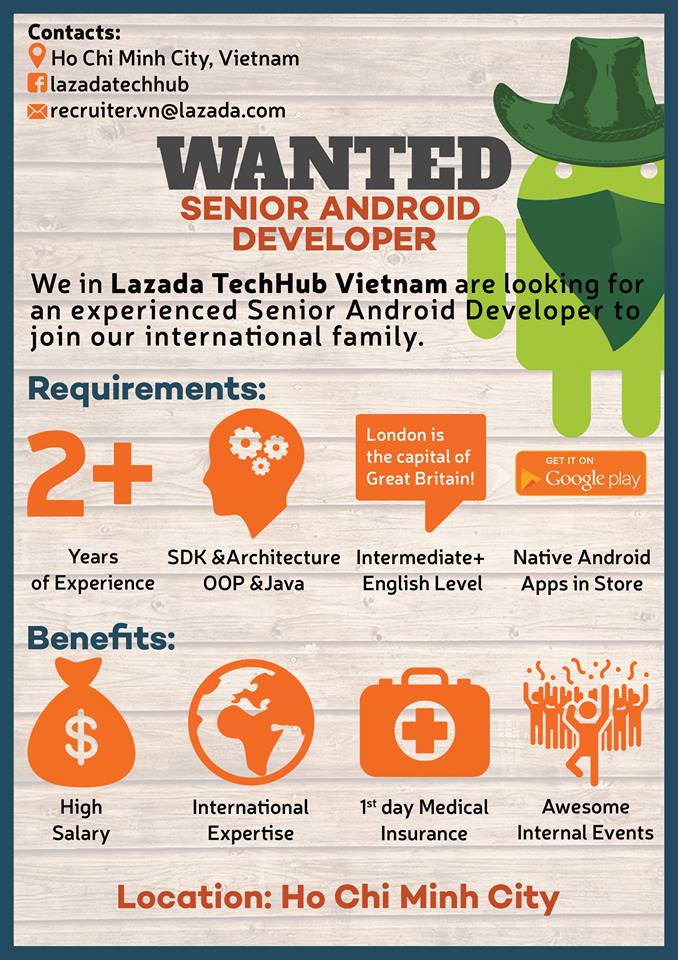 Contacts:
Ho Chi Minh City, Vietnam
lazadatechhub
recruiter.vn@lazada.com
WANTED
SENIOR ANDROID
DEVELOPER
We in Lazada TechHub Vietnam are looking for
an experienced Senior Android Developer to
join our international family.
Requirements:
2+
Years
of Experience
SDK &Architecture
OOP &Java
London is
the capital of
Great Britain!
Intermediate+
English Level
GET IT ON
Google play
Native Android
Apps in Store
Benefits:
$
High
Salary
International
Expertise
1st day Medical
Insurance
Awesome
Internal Events
Location: Ho Chi Minh City